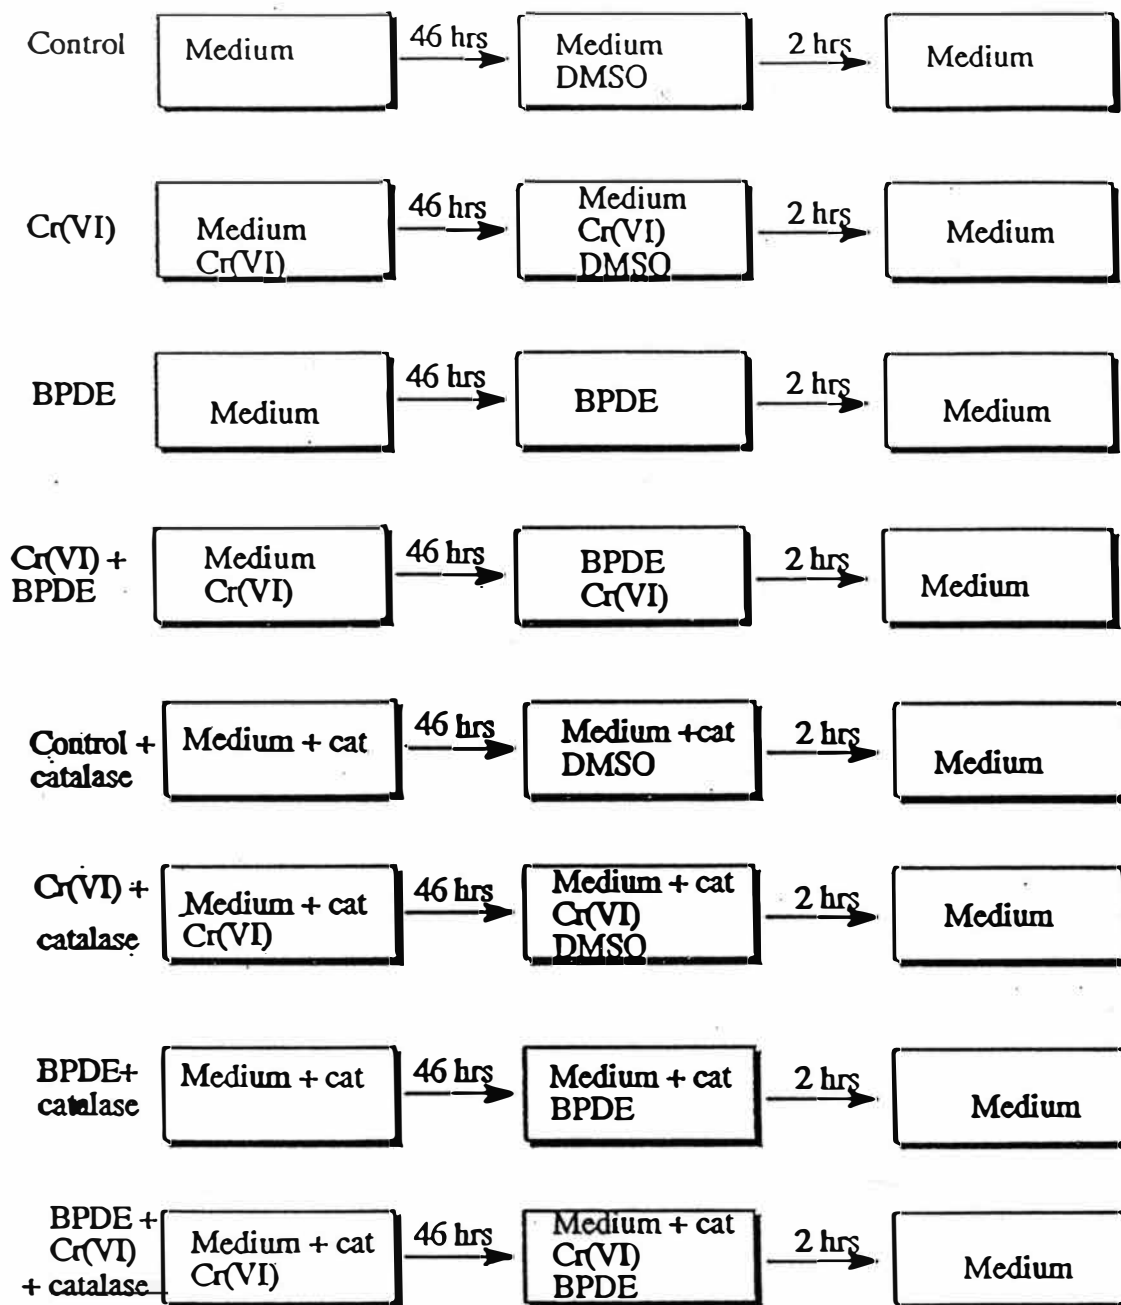 Control
Medium
46 hrs
Medium
DMSO
2 hrs
Medium
Cr(VI)
Medium
Cr(VI)
46 hrs
Medium
Cr(VI)
DMSO
2 hrs
Medium
BPDE
Medium
46 hrs
BPDE
2 hrs
Medium
Cr(VI) +
BPDE
Medium
Cr(VI)
46 hrs
BPDE
Cr(VI)
2 hrs
Medium
Control +
catalase
Medium + cat
46 hrs
Medium +cat
DMSO
2 hrs
Medium
Cr(VI) +
catalase
Medium + cat
Cr(VI)
46 hrs
Medium + cat
Cr(VI)
DMSO
2 hrs
Medium
BPDE+
catalase
Medium + cat
46 hrs
Medium + cat
BPDE
2 hrs
Medium
BPDE +
Cr(VI)
+ catalase
Medium + cat
Cr(VI)
46 hrs
Medium + cat
Cr(VI)
BPDE
2 hrs
Medium